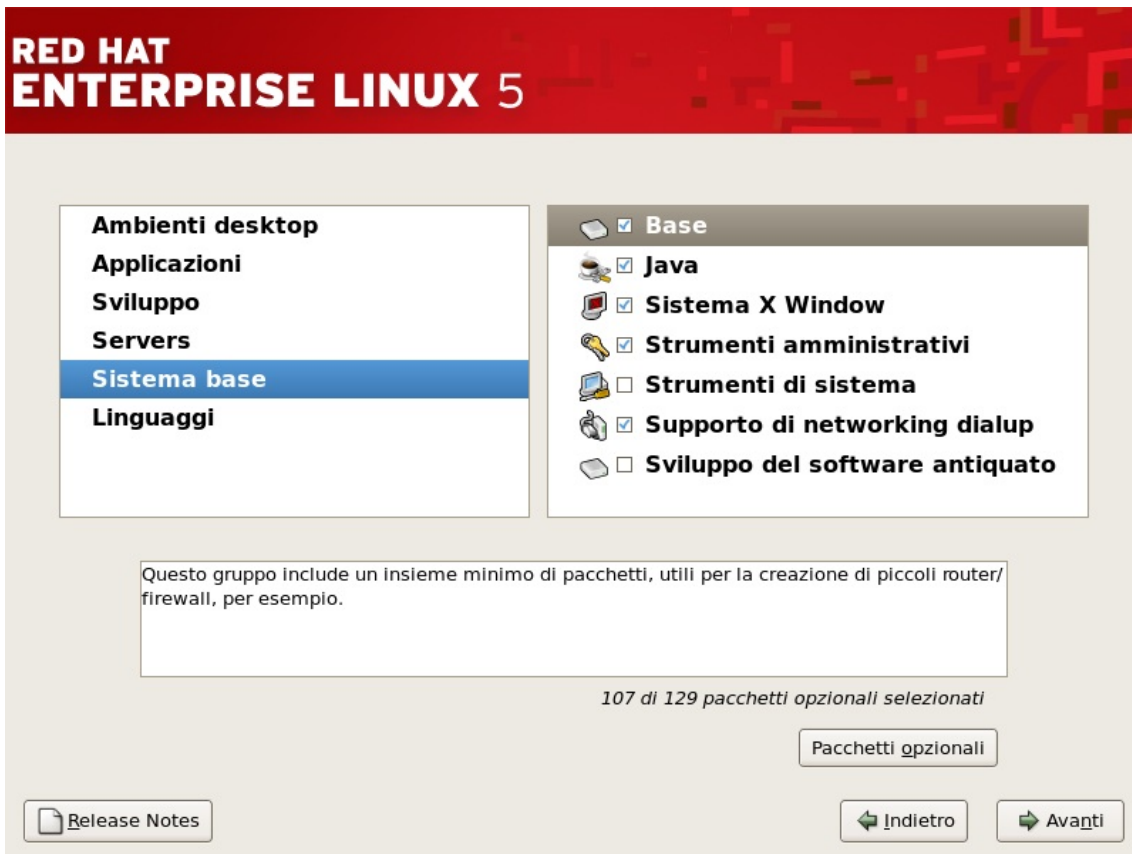 RED HAT
ENTERPRISE LINUX 5
Ambienti desktop
Applicazioni
Sviluppo
Servers
Sistema base
Linguaggi
Base
Java
Sistema X Window
Strumenti amministrativi
Strumenti di sistema
Supporto di networking dialup
Sviluppo del software antiquato
Questo gruppo include un insieme minimo di pacchetti, utili per la creazione di piccoli router/
firewall, per esempio.
107 di 129 pacchetti opzionali selezionati
Pacchetti opzionali
Release Notes
Indietro
Avanti